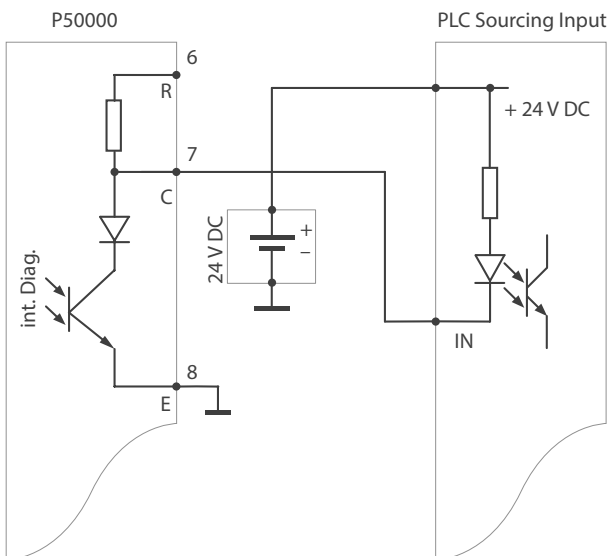 P50000
PLC Sourcing Input
6
R
+ 24 V DC
7
C
24 V DC
+
–
int. Diag.
IN
8
E